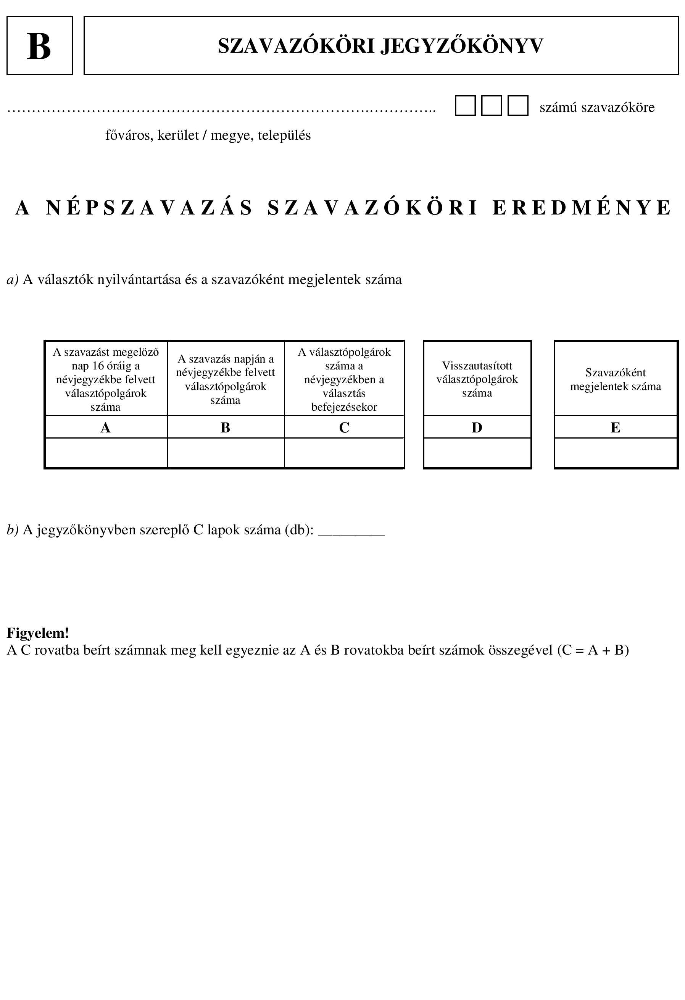 B
SZAVAZÓKÖRI JEGYZŐKÖNYV
……………………………………………………………….………….. számú szavazóköre
főváros, kerület / megye, település
A NÉPSZAVAZÁS SZAVAZÓKÖRI EREDMÉNYE
a) A választók nyilvántartása és a szavazóként megjelentek száma
A szavazást megelőző
nap 16 óráig a
névjegyzékbe felvett
választópolgárok
száma
A szavazás napján a
névjegyzékbe felvett
választópolgárok
száma
A választópolgárok
száma a
névjegyzékben a
választás
befejezésekor
Visszautasított
választópolgárok
száma
Szavazóként
megjelentek száma
A B C D E
b) A jegyzőkönyvben szereplő C lapok száma (db): _________
Figyelem!
A C rovatba beírt számnak meg kell egyeznie az A és B rovatokba beírt számok összegével (C = A + B)